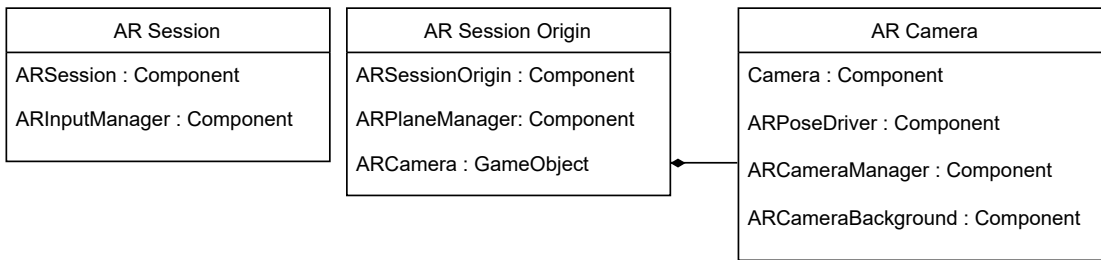 AR Session
ARSession : Component
ARInputManager : Component
AR Session Origin
ARSessionOrigin : Component
ARPlaneManager: Component
ARCamera : GameObject
AR Camera
Camera : Component
ARPoseDriver : Component
ARCameraManager : Component
ARCameraBackground : Component